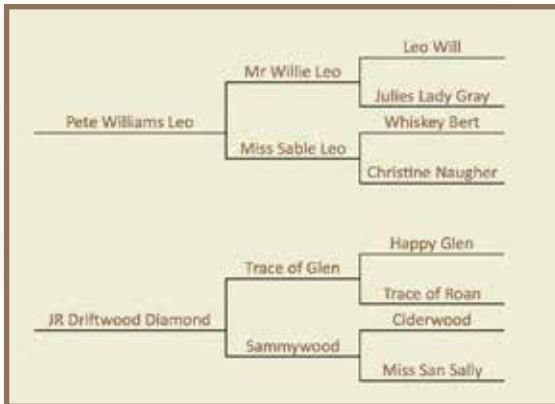 Leo Will
Mr Willie Leo
Julies Lady Gray
Pete Williams Leo
Whiskey Bert
Miss Sable Leo
Christine Naugher
Happy Glen
Trace of Glen
Trace of Roan
JR Driftwood Diamond
Ciderwood
Sammywood
Miss San Sally